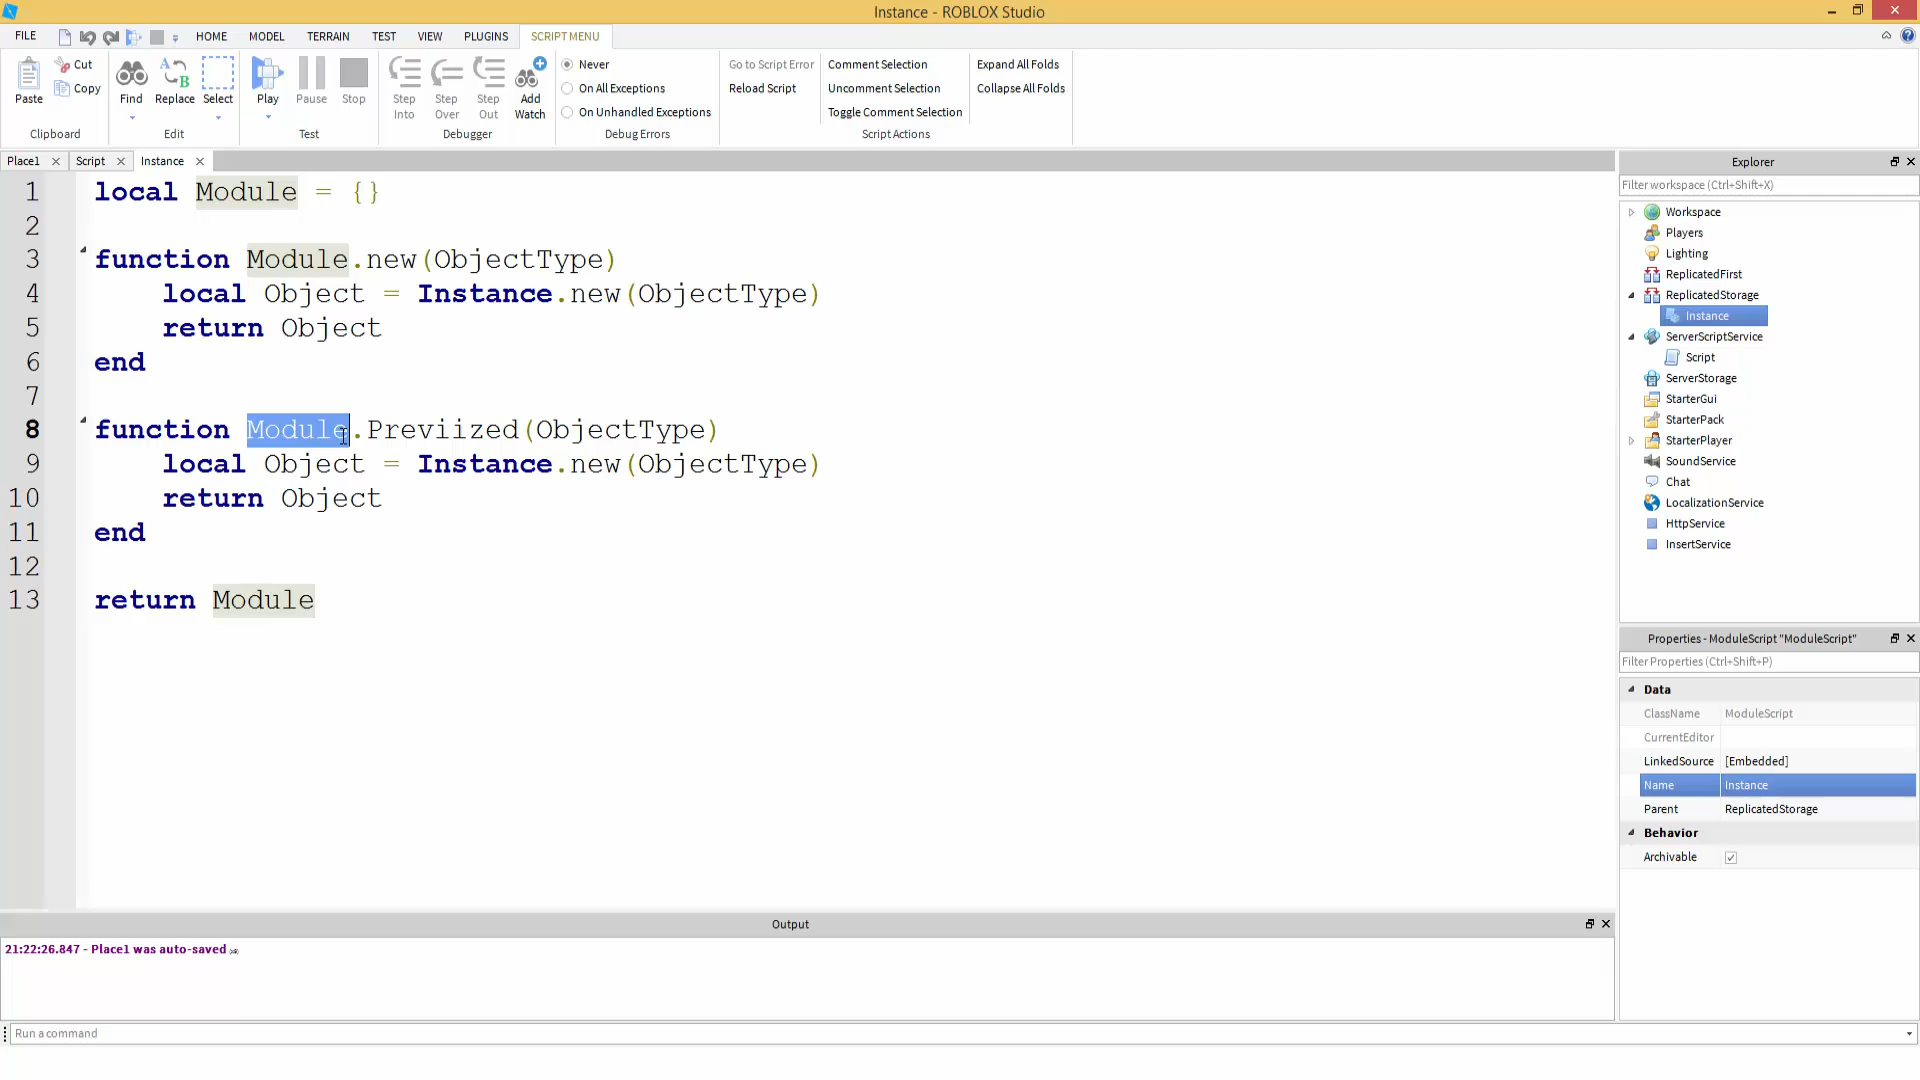 Instance - ROBLOX Studio
FILE HOME MODEL TERRAIN TEST VIEW PLUGINS SCRIPT MENU
Paste Cut Copy Clipboard
Find Replace Select Edit
Play Pause Stop Test
Step Into Step Over Step Out Add Watch Debugger
Never
On All Exceptions
On Unhandled Exceptions
Debug Errors
Go to Script Error
Reload Script
Comment Selection
Uncomment Selection
Toggle Comment Selection
Expand All Folds
Collapse All Folds
Script Actions
Place1 Script Instance
1 local Module = {}
2
3 function Module.new(ObjectType)
4 local Object = Instance.new(ObjectType)
5 return Object
6 end
7
8 function Module.Previized(ObjectType)
9 local Object = Instance.new(ObjectType)
10 return Object
11 end
12
13 return Module
Explorer
Filter workspace (Ctrl+Shift+X)
Workspace
Players
Lighting
ReplicatedFirst
ReplicatedStorage
Instance
ServerScriptService
Script
ServerStorage
StarterGui
StarterPack
StarterPlayer
SoundService
Chat
LocalizationService
HttpService
InsertService
Properties - ModuleScript "ModuleScript"
Filter Properties (Ctrl+Shift+P)
Data
ClassName ModuleScript
CurrentEditor
LinkedSource [Embedded]
Name Instance
Parent ReplicatedStorage
Behavior
Archivable
Output
21:22:26.847 - Place1 was auto-saved
Run a command